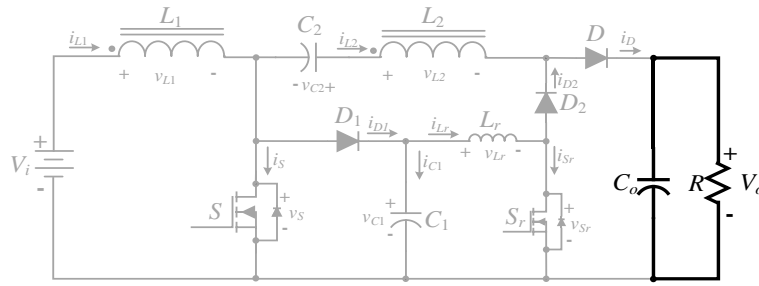 L1 C2 L2 D iD
iL1 iL2
+ vL1 - - vC2+ + vL2 - iD2
D1 iD1 iLr Lr D2
+ Vi - iS iC1 + vLr - iSr
S + vS - vC1 + - C1 Sr + vSr - Co R + Vo -